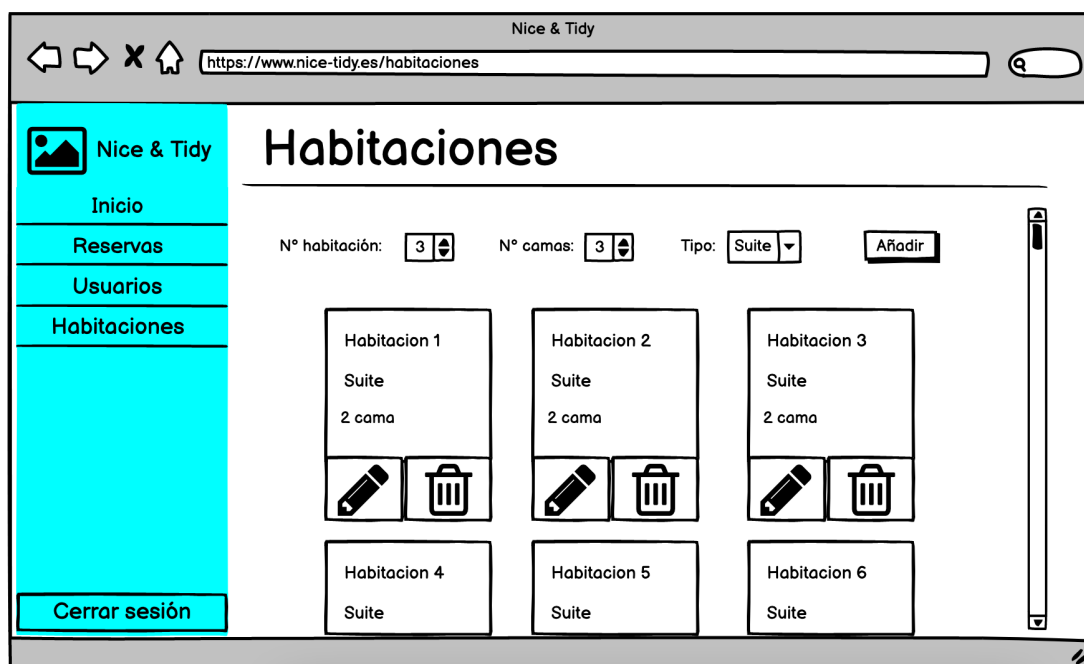 Nice & Tidy
https://www.nice-tidy.es/habitaciones
Nice & Tidy
Inicio
Reservas
Usuarios
Habitaciones
Cerrar sesión
Habitaciones
N° habitación: 3 N° camas: 3 Tipo: Suite Añadir
Habitacion 1
Suite
2 cama
Habitacion 2
Suite
2 cama
Habitacion 3
Suite
2 cama
Habitacion 4
Suite
Habitacion 5
Suite
Habitacion 6
Suite